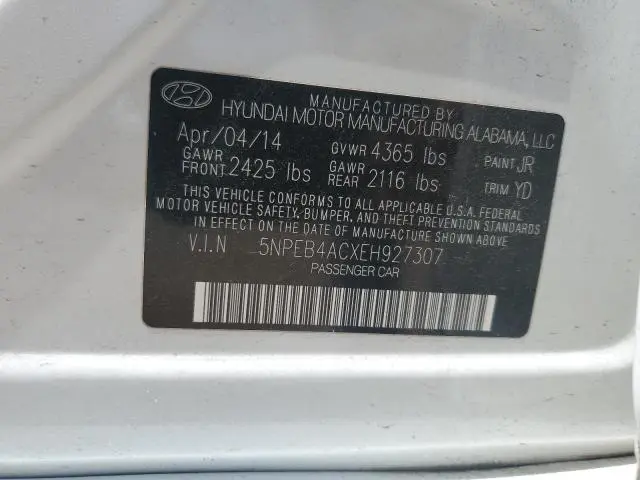 MANUFACTURED BY
HYUNDAI MOTOR MANUFACTURING ALABAMA, LLC
Apr/04/14 GVWR 4365 lbs PAINT JR
GAWR FRONT 2425 lbs GAWR REAR 2116 lbs TRIM YD
THIS VEHICLE CONFORMS TO ALL APPLICABLE U.S.A. FEDERAL
MOTOR VEHICLE SAFETY, BUMPER, AND THEFT PREVENTION STANDARDS
IN EFFECT ON THE DATE OF MANUFACTURE SHOWN ABOVE
V.I.N 5NPEB4ACXEH927307
PASSENGER CAR